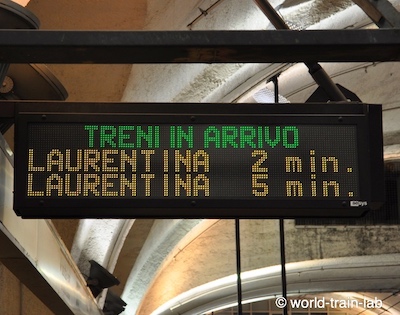 TRENI IN ARRIVO
LAURENTINA 2 min.
LAURENTINA 5 min.
© world-train-lab